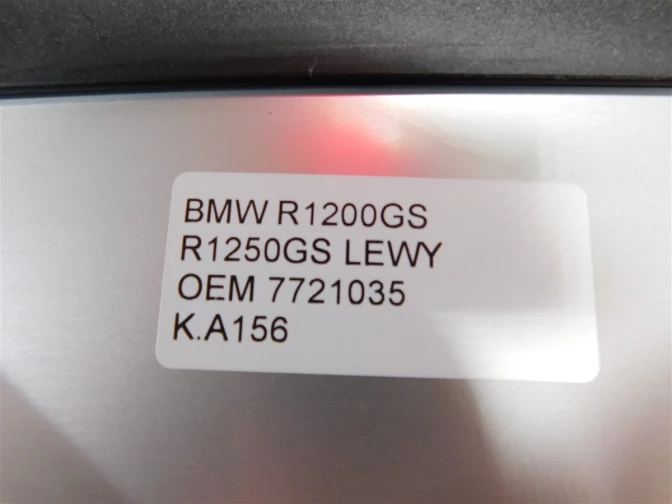 BMW R1200GS
R1250GS LEWY
OEM 7721035
K.A156